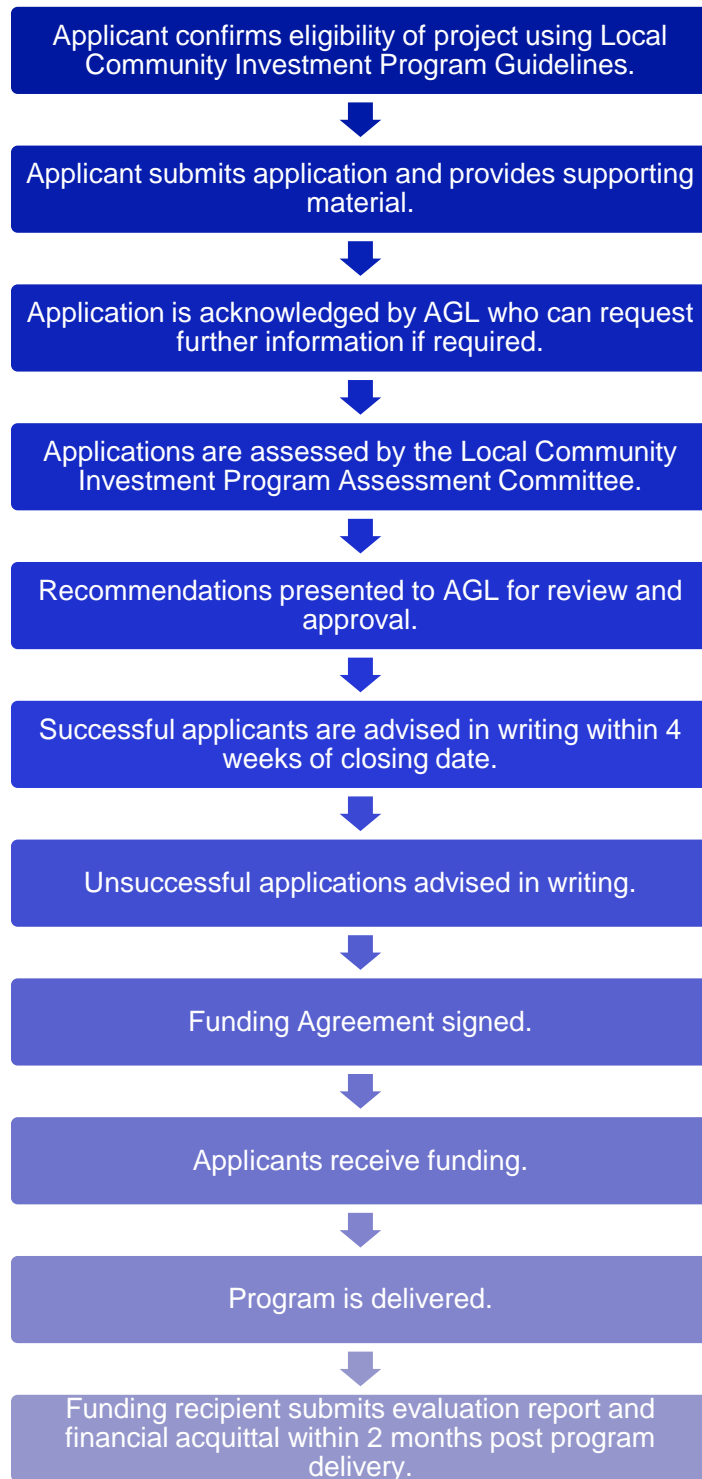 Applicant confirms eligibility of project using Local
Community Investment Program Guidelines.
Applicant submits application and provides supporting
material.
Application is acknowledged by AGL who can request
further information if required.
Applications are assessed by the Local Community
Investment Program Assessment Committee.
Recommendations presented to AGL for review and
approval.
Successful applicants are advised in writing within 4
weeks of closing date.
Unsuccessful applications advised in writing.
Funding Agreement signed.
Applicants receive funding.
Program is delivered.
Funding recipient submits evaluation report and
financial acquittal within 2 months post program
delivery.